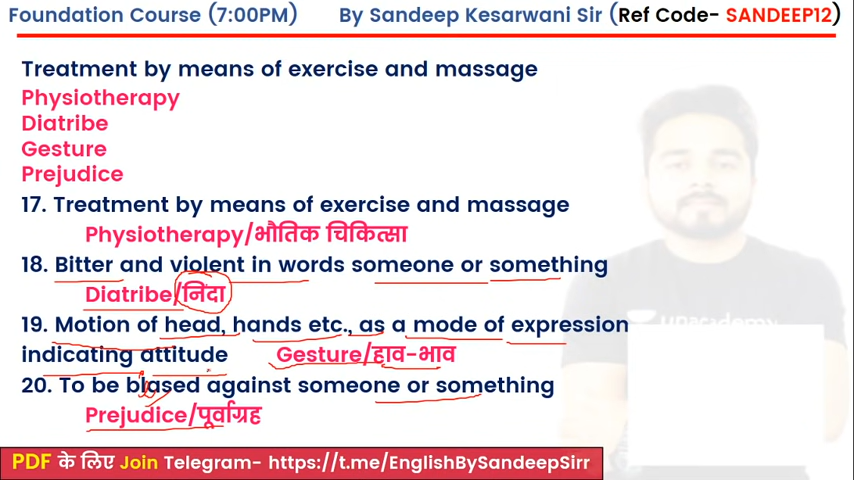 Foundation Course (7:00PM) By Sandeep Kesarwani Sir (Ref Code- SANDEEP12)
Treatment by means of exercise and massage
Physiotherapy
Diatribe
Gesture
Prejudice
17. Treatment by means of exercise and massage
Physiotherapy/भौतिक चिकित्सा
18. Bitter and violent in words someone or something
Diatribe/निंदा
19. Motion of head, hands etc., as a mode of expression
indicating attitude Gesture/हाव-भाव
20. To be based against someone or something
Prejudice/पूर्वाग्रह
unacademy
PDF के लिए Join Telegram- https://t.me/EnglishBySandeepSirr